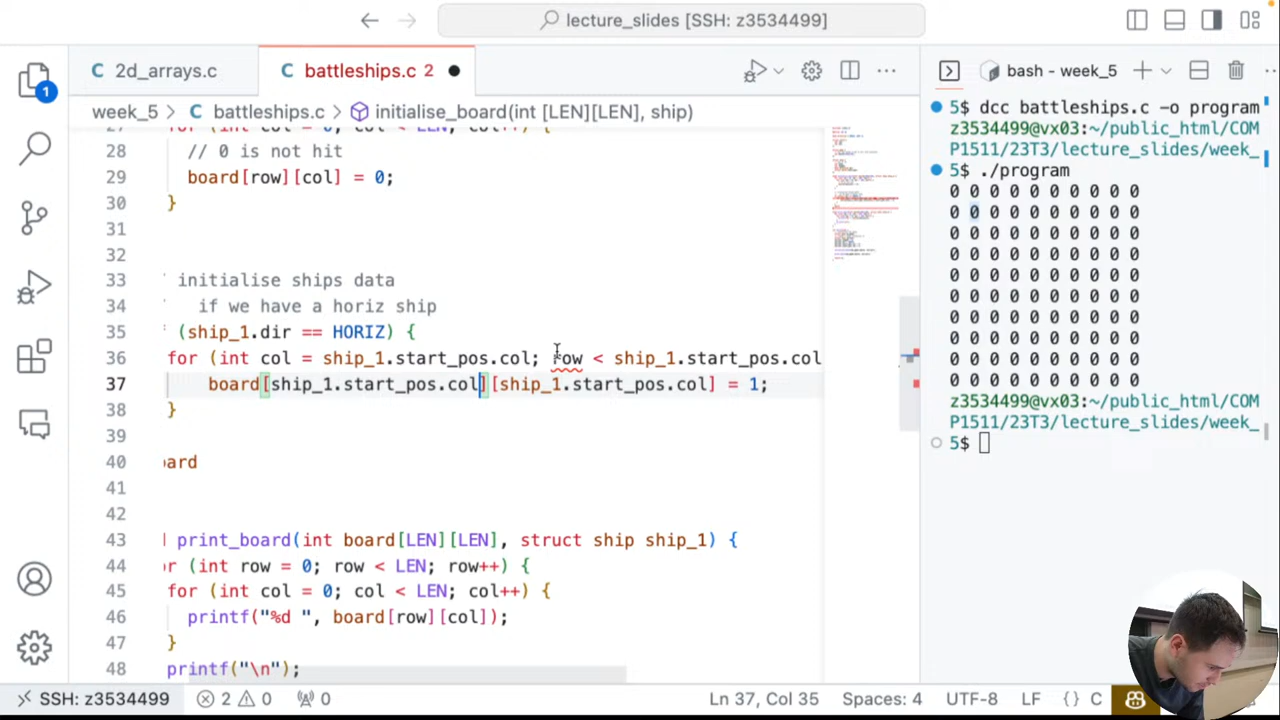 lecture_slides [SSH: z3534499]
2d_arrays.c
battleships.c 2
bash - week_5
week_5 > battleships.c > initialise_board(int [LEN][LEN], ship)
27 for (int col = 0; col < LEN; col++) {
28 // 0 is not hit
29 board[row][col] = 0;
30 }
31
32
33 initialise ships data
34 if we have a horiz ship
35 (ship_1.dir == HORIZ) {
36 for (int col = ship_1.start_pos.col; row < ship_1.start_pos.col
37 board[ship_1.start_pos.col][ship_1.start_pos.col] = 1;
38 }
39
40 ard
41
42
43 print_board(int board[LEN][LEN], struct ship ship_1) {
44 or (int row = 0; row < LEN; row++) {
45 for (int col = 0; col < LEN; col++) {
46 printf("%d ", board[row][col]);
47 }
48 printf("\n");
5$ dcc battleships.c -o program
z3534499@vx03:~/public_html/COM
P1511/23T3/lecture_slides/week_
5$ ./program
0 0 0 0 0 0 0 0 0 0
0 0 0 0 0 0 0 0 0 0
0 0 0 0 0 0 0 0 0 0
0 0 0 0 0 0 0 0 0 0
0 0 0 0 0 0 0 0 0 0
0 0 0 0 0 0 0 0 0 0
0 0 0 0 0 0 0 0 0 0
0 0 0 0 0 0 0 0 0 0
0 0 0 0 0 0 0 0 0 0
0 0 0 0 0 0 0 0 0 0
z3534499@vx03:~/public_html/COM
P1511/23T3/lecture_slides/week_
5$
1
SSH: z3534499 2 0 0 Ln 37, Col 35 Spaces: 4 UTF-8 LF {} C